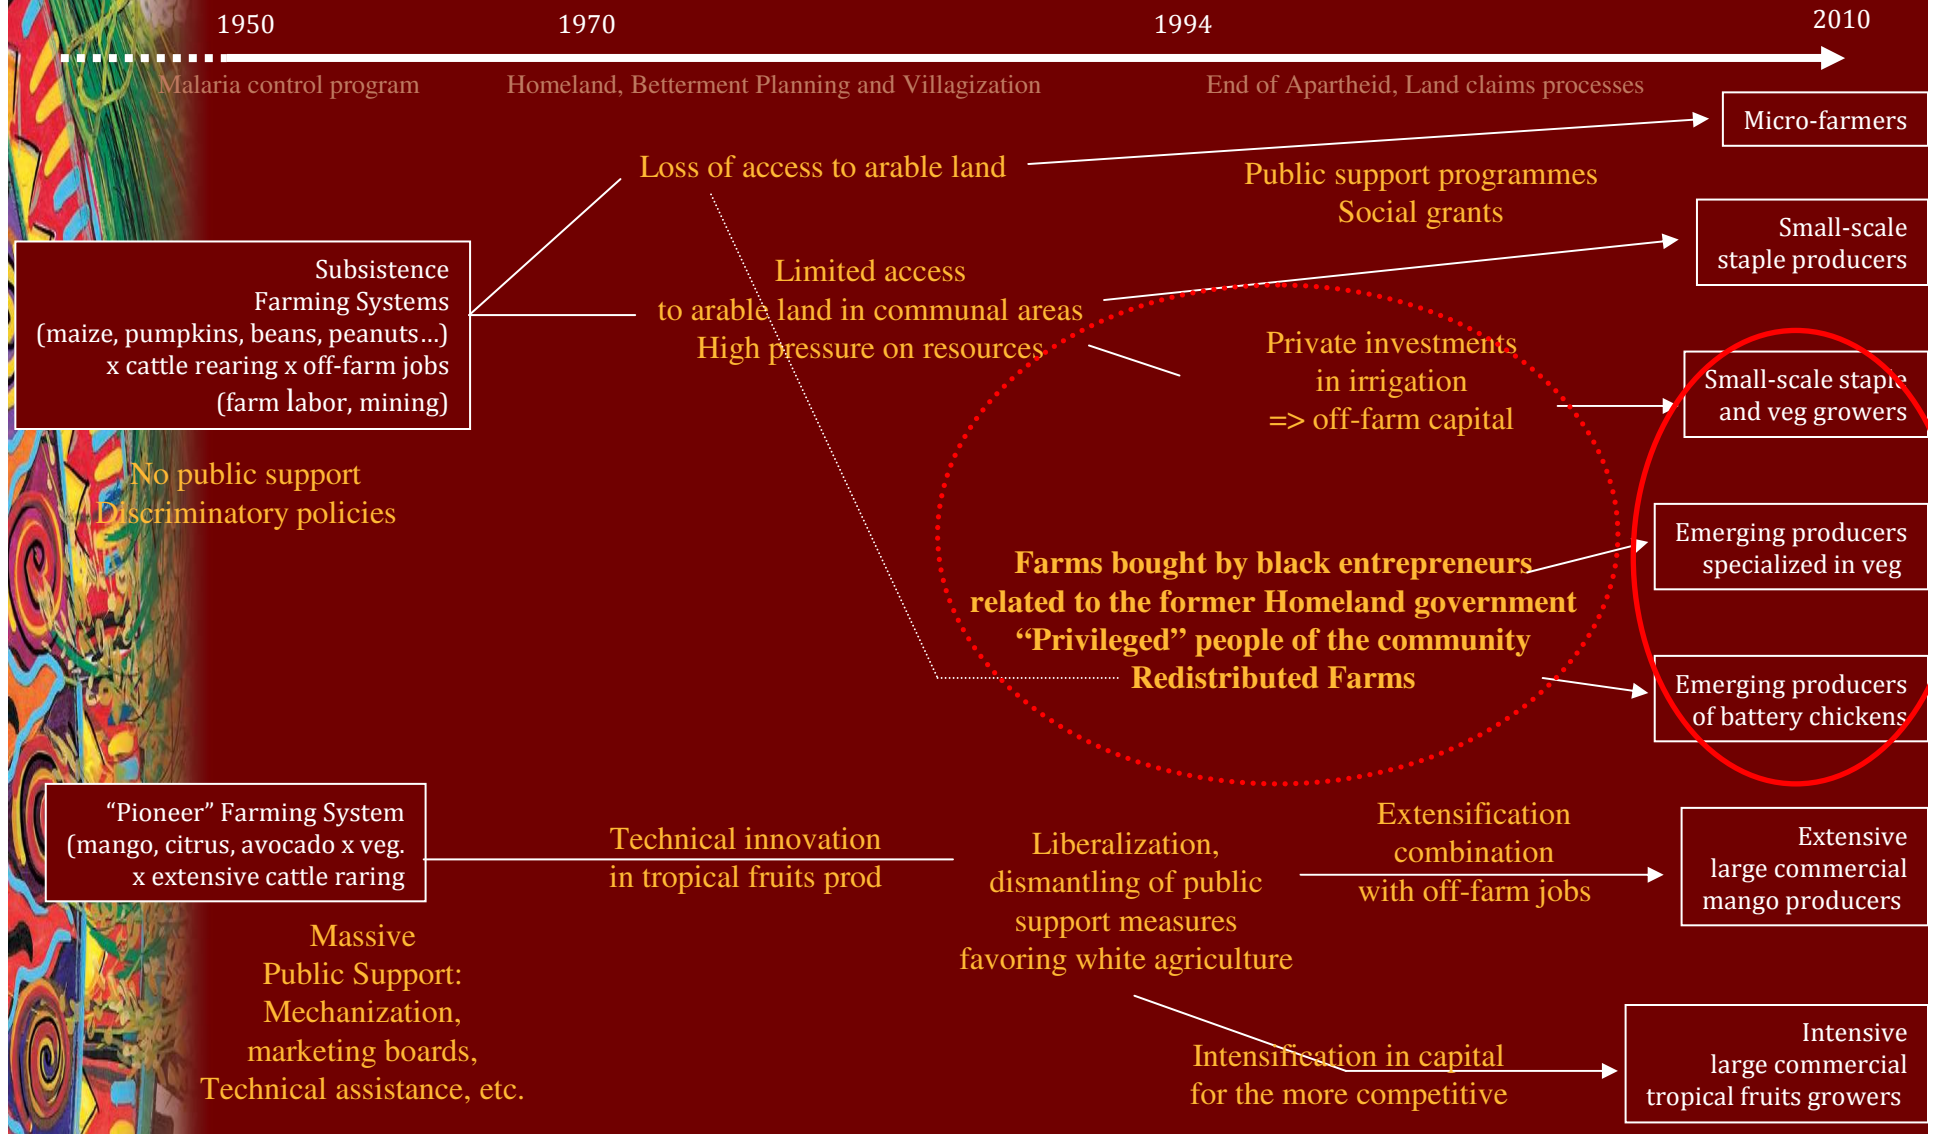 1950
1970
1994
2010
Malaria control program
Homeland, Betterment Planning and Villagization
End of Apartheid, Land claims processes
Micro-farmers
Loss of access to arable land
Public support programmes
Social grants
Small-scale
staple producers
Subsistence
Farming Systems
(maize, pumpkins, beans, peanuts...)
x cattle rearing x off-farm jobs
(farm labor, mining)
Limited access
to arable land in communal areas
High pressure on resources
Private investments
in irrigation
=> off-farm capital
Small-scale staple
and veg growers
No public support
Discriminatory policies
Farms bought by black entrepreneurs
related to the former Homeland government
“Privileged” people of the community
Redistributed Farms
Emerging producers
specialized in veg
Emerging producers
of battery chickens
“Pioneer” Farming System
(mango, citrus, avocado x veg.
x extensive cattle raring
Technical innovation
in tropical fruits prod
Liberalization,
dismantling of public
support measures
favoring white agriculture
Extensification
combination
with off-farm jobs
Extensive
large commercial
mango producers
Massive
Public Support:
Mechanization,
marketing boards,
Technical assistance, etc.
Intensification in capital
for the more competitive
Intensive
large commercial
tropical fruits growers